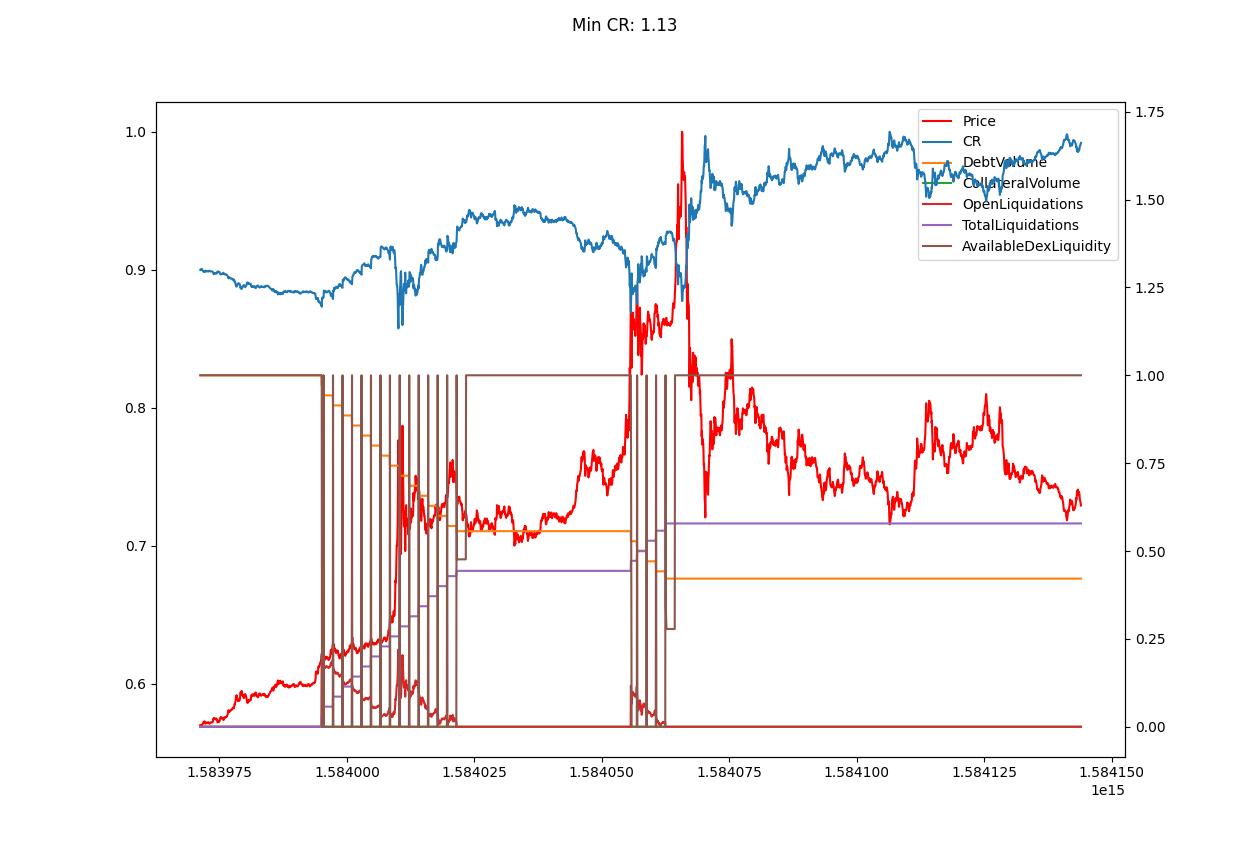 Min CR: 1.13
1.0
0.9
0.8
0.7
0.6
1.75
1.50
1.25
1.00
0.75
0.50
0.25
0.00
Price
CR
DebtVolume
CollateralVolume
OpenLiquidations
TotalLiquidations
AvailableDexLiquidity
1.583975 1.584000 1.584025 1.584050 1.584075 1.584100 1.584125 1.584150
1e15